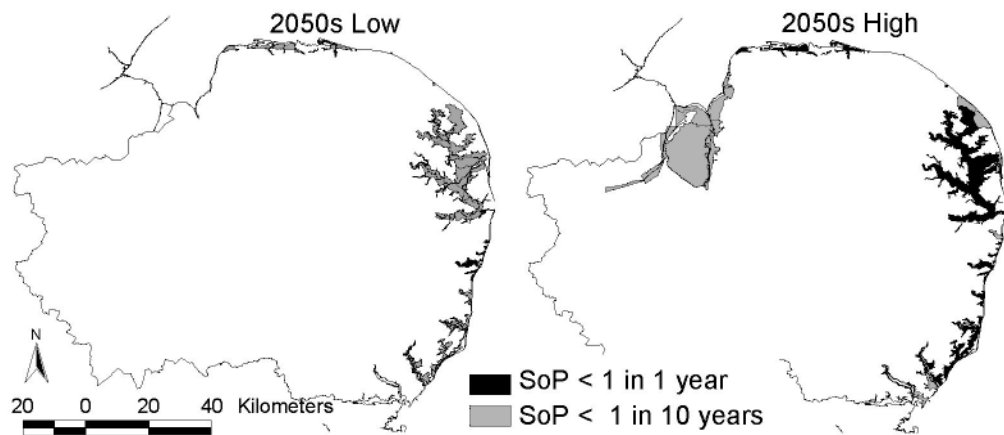 2050s Low
2050s High
N
20 0 20 40 Kilometers
SoP < 1 in 1 year
SoP < 1 in 10 years